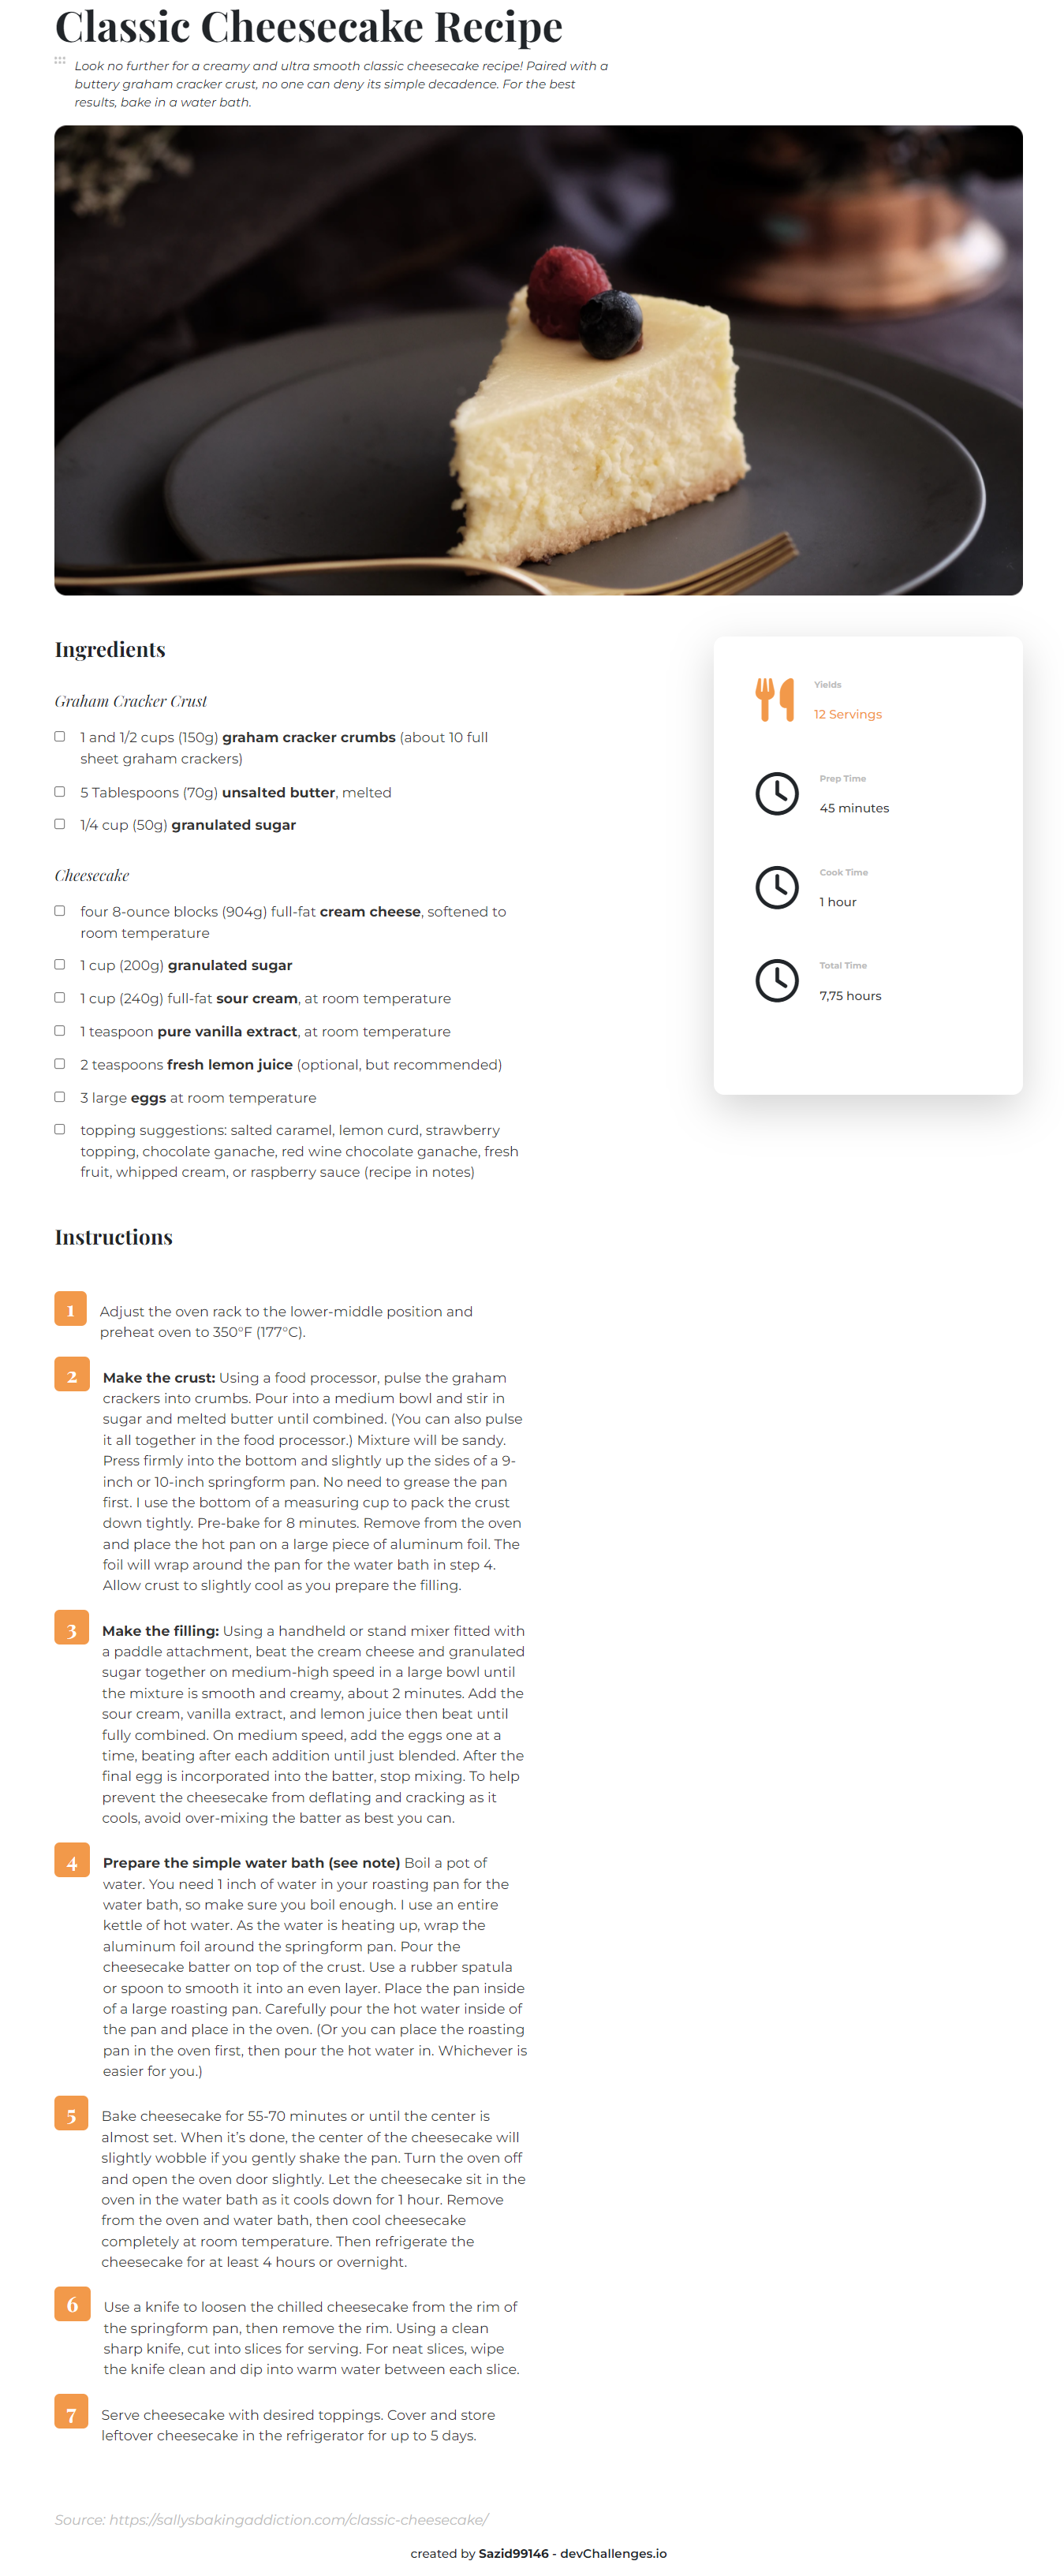 Classic Cheesecake Recipe
Look no further for a creamy and ultra smooth classic cheesecake recipe! Paired with a
buttery graham cracker crust, no one can deny its simple decadence. For the best
results, bake in a water bath.
Ingredients
Graham Cracker Crust
1 and 1/2 cups (150g) graham cracker crumbs (about 10 full
sheet graham crackers)
5 Tablespoons (70g) unsalted butter, melted
1/4 cup (50g) granulated sugar
Cheesecake
four 8-ounce blocks (904g) full-fat cream cheese, softened to
room temperature
1 cup (200g) granulated sugar
1 cup (240g) full-fat sour cream, at room temperature
1 teaspoon pure vanilla extract, at room temperature
2 teaspoons fresh lemon juice (optional, but recommended)
3 large eggs at room temperature
topping suggestions: salted caramel, lemon curd, strawberry
topping, chocolate ganache, red wine chocolate ganache, fresh
fruit, whipped cream, or raspberry sauce (recipe in notes)
Yields
12 Servings
Prep Time
45 minutes
Cook Time
1 hour
Total Time
7,75 hours
Instructions
1 Adjust the oven rack to the lower-middle position and
preheat oven to 350°F (177°C).
2 Make the crust: Using a food processor, pulse the graham
crackers into crumbs. Pour into a medium bowl and stir in
sugar and melted butter until combined. (You can also pulse
it all together in the food processor.) Mixture will be sandy.
Press firmly into the bottom and slightly up the sides of a 9-
inch or 10-inch springform pan. No need to grease the pan
first. I use the bottom of a measuring cup to pack the crust
down tightly. Pre-bake for 8 minutes. Remove from the oven
and place the hot pan on a large piece of aluminum foil. The
foil will wrap around the pan for the water bath in step 4.
Allow crust to slightly cool as you prepare the filling.
3 Make the filling: Using a handheld or stand mixer fitted with
a paddle attachment, beat the cream cheese and granulated
sugar together on medium-high speed in a large bowl until
the mixture is smooth and creamy, about 2 minutes. Add the
sour cream, vanilla extract, and lemon juice then beat until
fully combined. On medium speed, add the eggs one at a
time, beating after each addition until just blended. After the
final egg is incorporated into the batter, stop mixing. To help
prevent the cheesecake from deflating and cracking as it
cools, avoid over-mixing the batter as best you can.
4 Prepare the simple water bath (see note) Boil a pot of
water. You need 1 inch of water in your roasting pan for the
water bath, so make sure you boil enough. I use an entire
kettle of hot water. As the water is heating up, wrap the
aluminum foil around the springform pan. Pour the
cheesecake batter on top of the crust. Use a rubber spatula
or spoon to smooth it into an even layer. Place the pan inside
of a large roasting pan. Carefully pour the hot water inside of
the pan and place in the oven. (Or you can place the roasting
pan in the oven first, then pour the hot water in. Whichever is
easier for you.)
5 Bake cheesecake for 55-70 minutes or until the center is
almost set. When it's done, the center of the cheesecake will
slightly wobble if you gently shake the pan. Turn the oven off
and open the oven door slightly. Let the cheesecake sit in the
oven in the water bath as it cools down for 1 hour. Remove
from the oven and water bath, then cool cheesecake
completely at room temperature. Then refrigerate the
cheesecake for at least 4 hours or overnight.
6 Use a knife to loosen the chilled cheesecake from the rim of
the springform pan, then remove the rim. Using a clean
sharp knife, cut into slices for serving. For neat slices, wipe
the knife clean and dip into warm water between each slice.
7 Serve cheesecake with desired toppings. Cover and store
leftover cheesecake in the refrigerator for up to 5 days.
Source: https://sallysbakingaddiction.com/classic-cheesecake/
created by Sazid99146 - devChallenges.io